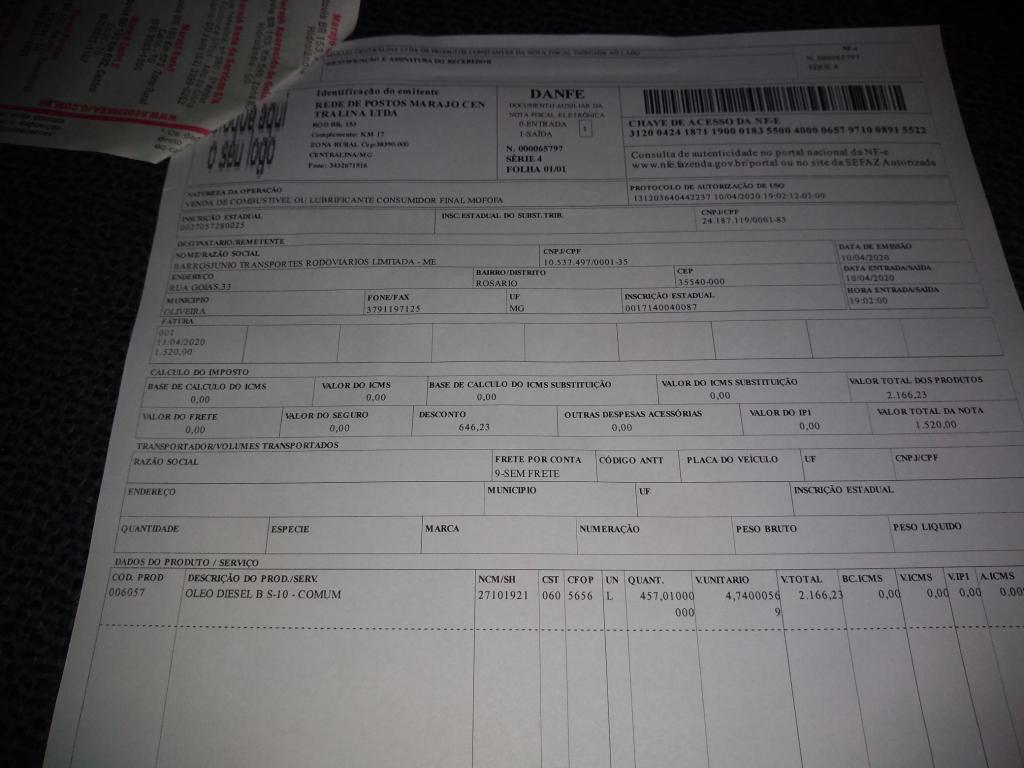 CENTRALINA LTDA OS PRODUTOS CONSTANTES DA NOTA FISCAL INDICADA AO LADO
IDENTIFICAÇÃO E ASSINATURA DO RECEBEDOR
NF-e
N. 000065797
SÉRIE 4
WWW.REDEMARAJO.COM.BR
o seu logo
Identificação do emitente
REDE DE POSTOS MARAJO CEN
TRALINA LTDA
ROD BR, 153
Complemento: KM 17
ZONA RURAL Cep:38390-000
CENTRALINA/MG
Fone: 3432671516
DANFE
DOCUMENTO AUXILIAR DA
NOTA FISCAL ELETRÔNICA
0-ENTRADA
1-SAÍDA
1
N. 000065797
SÉRIE 4
FOLHA 01/01
CHAVE DE ACESSO DA NF-E
3120 0424 1871 1900 0183 5500 4000 0657 9710 0891 5522
Consulta de autenticidade no portal nacional da NF-e
www.nfe.fazenda.gov.br/portal ou no site da SEFAZ Autorizada
NATUREZA DA OPERAÇÃO
VENDA DE COMBUSTIVEL OU LUBRIFICANTE CONSUMIDOR FINAL MOFOFA
PROTOCOLO DE AUTORIZAÇÃO DE USO
131203640442237 10/04/2020 19:02:12-03:00
INSCRIÇÃO ESTADUAL
0027057280025
INSC.ESTADUAL DO SUBST. TRIB.
CNPJ/CPF
24.187.119/0001-83
DESTINATÁRIO/REMETENTE
NOME/RAZÃO SOCIAL
BARROSJUNIO TRANSPORTES RODOVIARIOS LIMITADA - ME
CNPJ/CPF
10.537.497/0001-35
DATA DE EMISSÃO
10/04/2020
ENDEREÇO
RUA GOIAS,33
BAIRRO/DISTRITO
ROSARIO
CEP
35540-000
DATA ENTRADA/SAÍDA
10/04/2020
MUNICIPIO
OLIVEIRA
FONE/FAX
3791197125
UF
MG
INSCRIÇÃO ESTADUAL
0017140040087
HORA ENTRADA/SAÍDA
19:02:00
FATURA
001
11/04/2020
1.520,00
CALCULO DO IMPOSTO
BASE DE CALCULO DO ICMS
0,00
VALOR DO ICMS
0,00
BASE DE CALCULO DO ICMS SUBSTITUIÇÃO
0,00
VALOR DO ICMS SUBSTITUIÇÃO
0,00
VALOR TOTAL DOS PRODUTOS
2.166,23
VALOR DO FRETE
0,00
VALOR DO SEGURO
0,00
DESCONTO
646,23
OUTRAS DESPESAS ACESSÓRIAS
0,00
VALOR DO IPI
0,00
VALOR TOTAL DA NOTA
1.520,00
TRANSPORTADOR/VOLUMES TRANSPORTADOS
RAZÃO SOCIAL
FRETE POR CONTA
9-SEM FRETE
CÓDIGO ANTT
PLACA DO VEÍCULO
UF
CNPJ/CPF
ENDEREÇO
MUNICIPIO
UF
INSCRIÇÃO ESTADUAL
QUANTIDADE
ESPECIE
MARCA
NUMERAÇÃO
PESO BRUTO
PESO LIQUIDO
DADOS DO PRODUTO / SERVIÇO
COD. PROD DESCRIÇÃO DO PROD./SERV. NCM/SH CST CFOP UN QUANT. V.UNITARIO V.TOTAL BC.ICMS V.ICMS V.IPI A.ICMS
006057 OLEO DIESEL B S-10 - COMUM 27101921 060 5656 L 457,01000 4,7400056 2.166,23 0,00 0,00 0,00 0.00
000 9